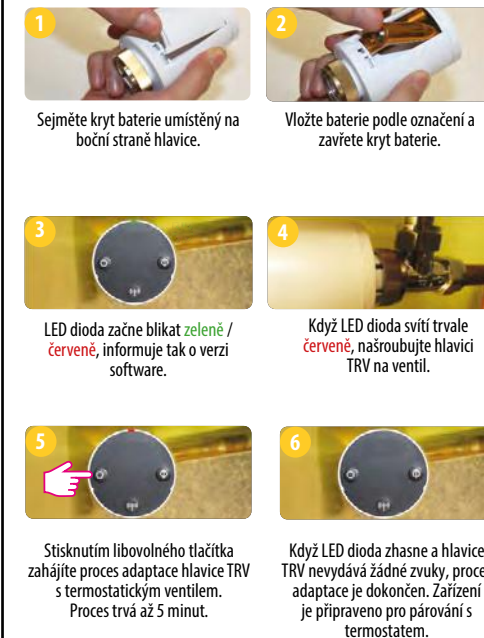 1
Sejměte kryt baterie umístěný na
boční straně hlavice.
2
Vložte baterie podle označení a
zavřete kryt baterie.
3
LED dioda začne blikat zeleně /
červeně, informuje tak o verzi
software.
4
Když LED dioda svítí trvale
červeně, našroubujte hlavici
TRV na ventil.
5
Stisknutím libovolného tlačítka
zahájíte proces adaptace hlavice TRV
s termostatickým ventilem.
Proces trvá až 5 minut.
6
Když LED dioda zhasne a hlavice
TRV nevydává žádné zvuky, proce
adaptace je dokončen. Zařízení
je připraveno pro párování s
termostatem.